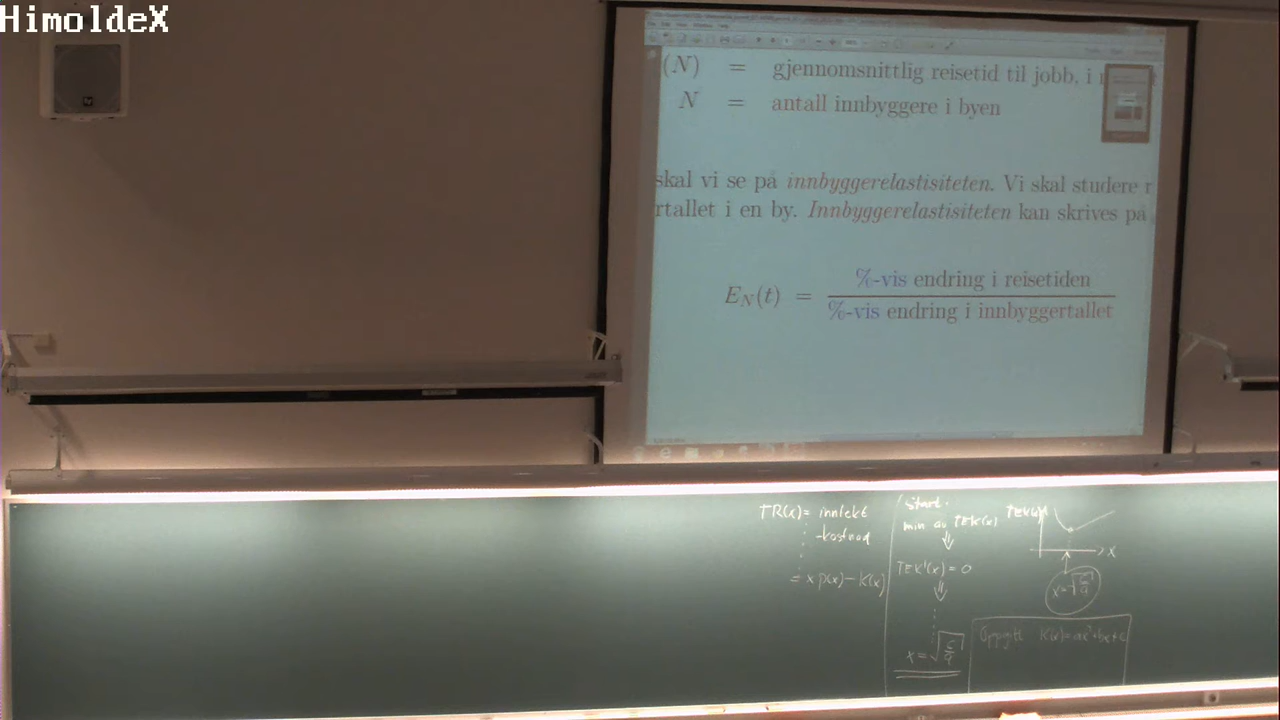 HimoldeX
(N) = gjennomsnittlig reisetid til jobb, i
N = antall innbyggere i byen
skal vi se på innbyggerelastisiteten. Vi skal studere r
rtallet i en by. Innbyggerelastisiteten kan skrives på
E_N(t) = %-vis endring i reisetiden
%-vis endring i innbyggertallet
TR(x) = inntekt
-kostnad
= x p(x) - K(x)
Start:
min av TEK(x)
⇓
TEK'(x) = 0
⇓
x = √c/a
TEK(x)
x
x = √c/a
Oppgitt K(x) = ax² + bx + c